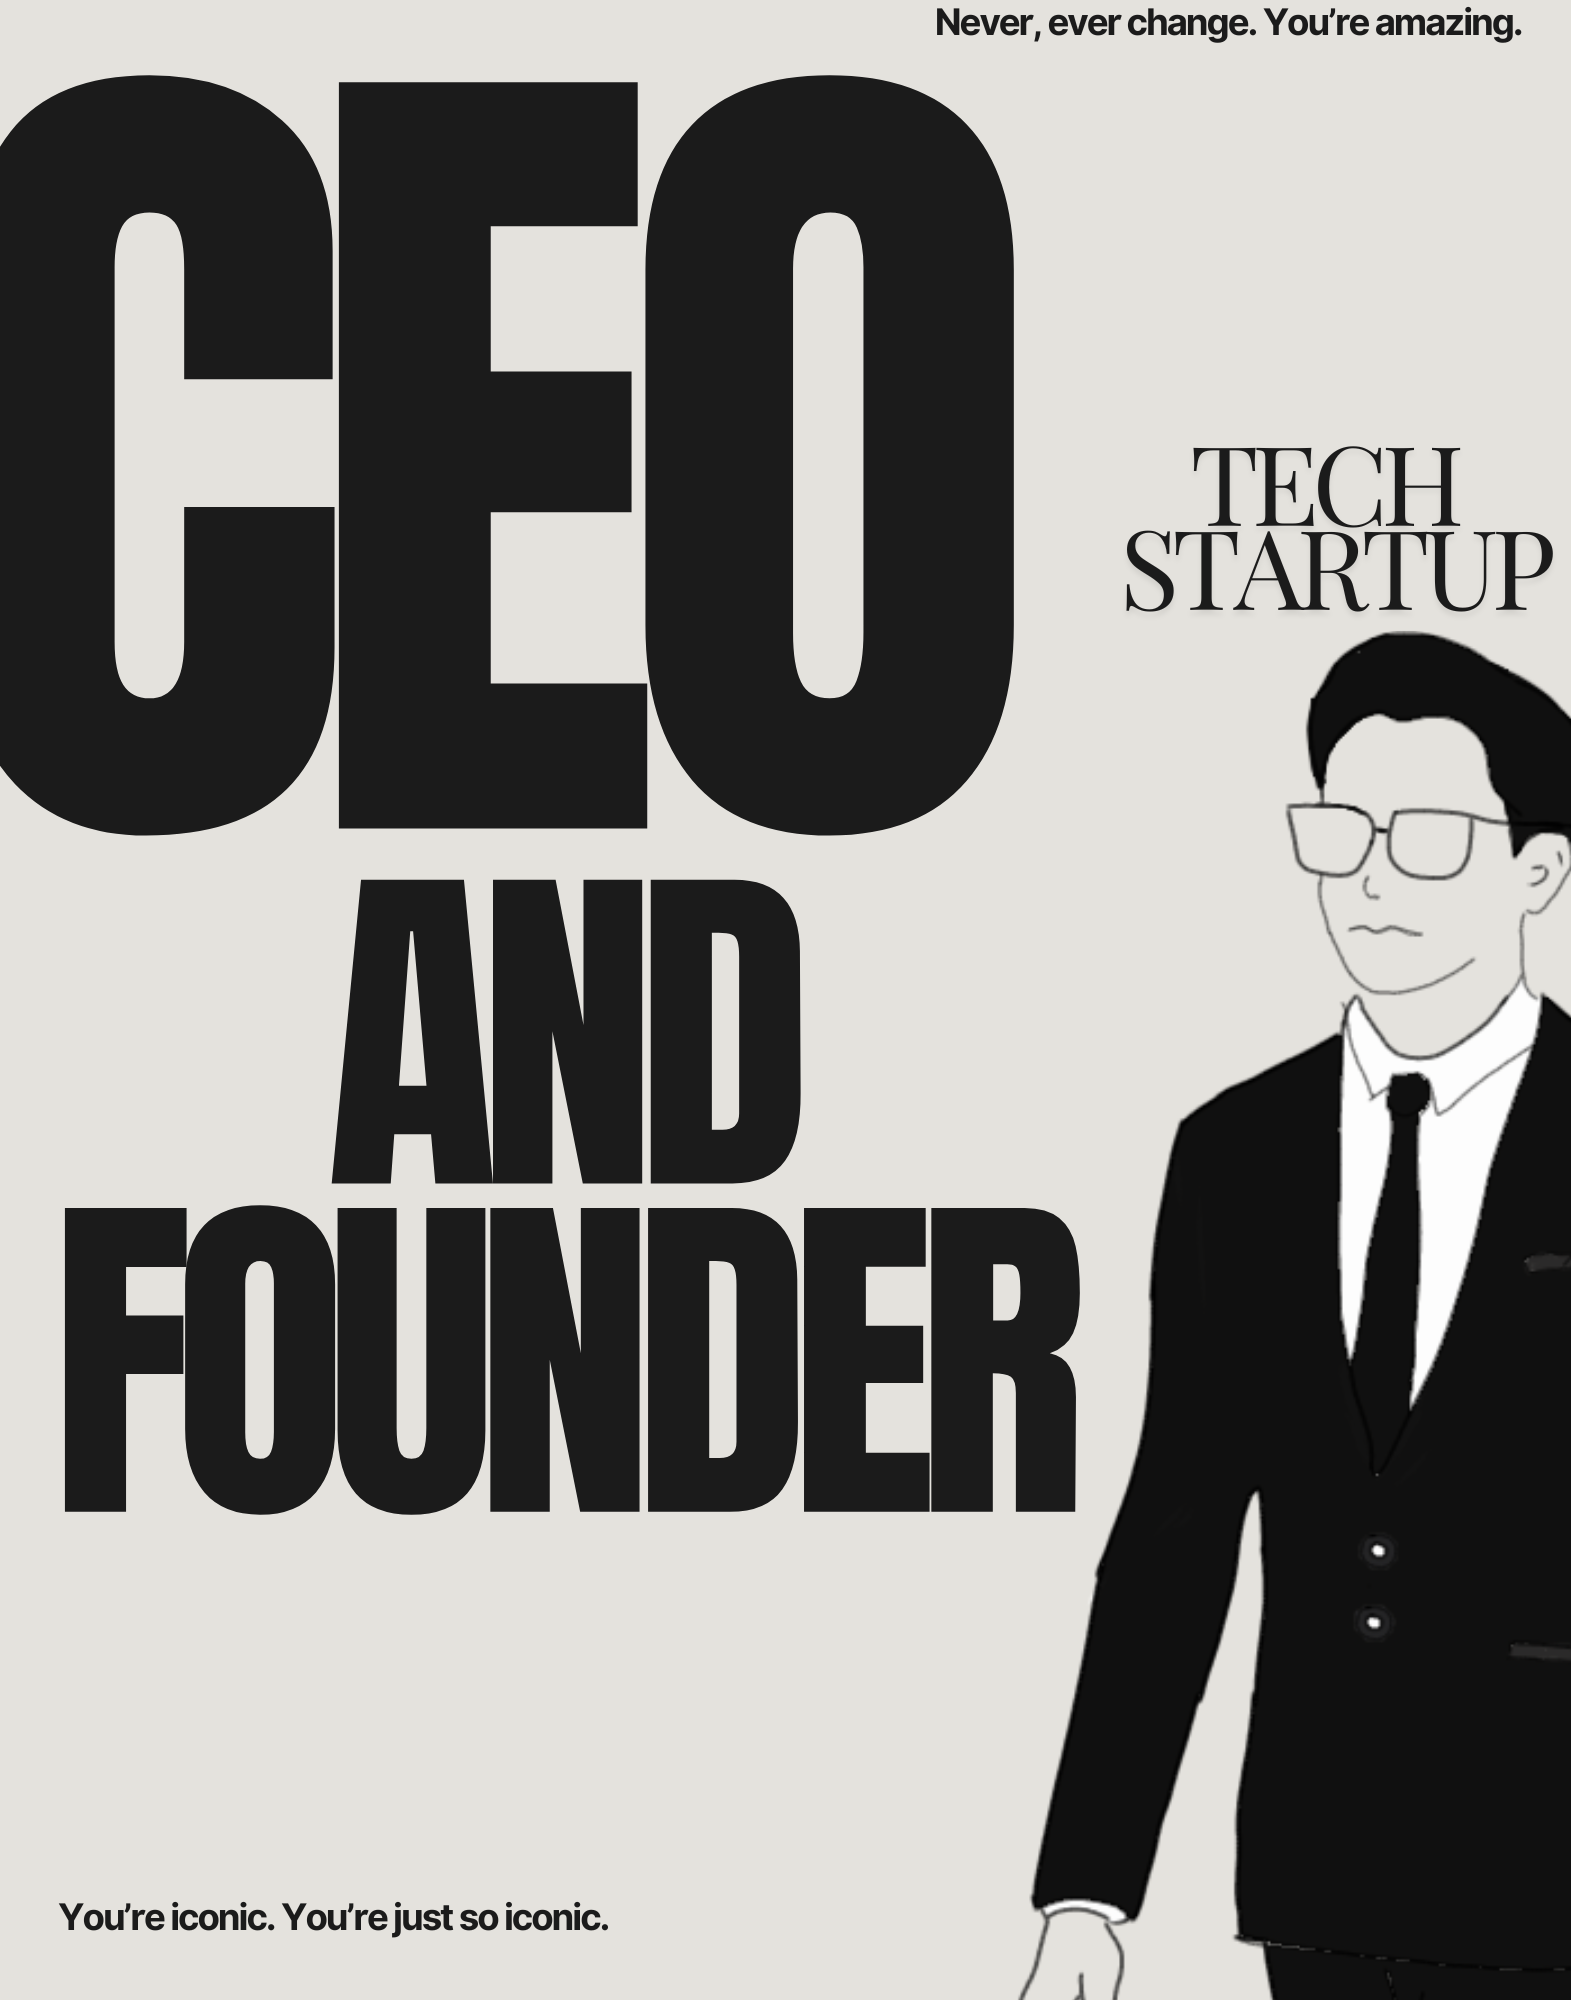 Never, ever change. You’re amazing.
CEO
TECH
STARTUP
AND
FOUNDER
You’re iconic. You’re just so iconic.